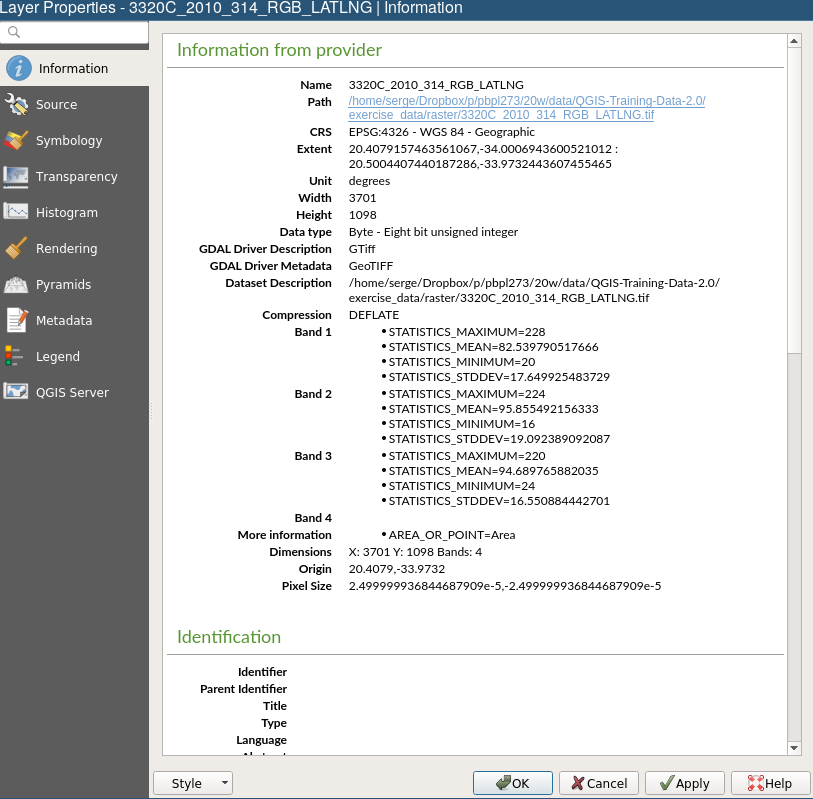 Layer Properties - 3320C_2010_314_RGB_LATLNG | Information
Information
Source
Symbology
Transparency
Histogram
Rendering
Pyramids
Metadata
Legend
QGIS Server
Information from provider
Name 3320C_2010_314_RGB_LATLNG
Path /home/serge/Dropbox/p/pbpl273/20w/data/QGIS-Training-Data-2.0/
exercise_data/raster/3320C_2010_314_RGB_LATLNG.tif
CRS EPSG:4326 - WGS 84 - Geographic
Extent 20.4079157463561067,-34.0006943600521012 :
20.5004407440187286,-33.9732443607455465
Unit degrees
Width 3701
Height 1098
Data type Byte - Eight bit unsigned integer
GDAL Driver Description GTiff
GDAL Driver Metadata GeoTIFF
Dataset Description /home/serge/Dropbox/p/pbpl273/20w/data/QGIS-Training-Data-2.0/
exercise_data/raster/3320C_2010_314_RGB_LATLNG.tif
Compression DEFLATE
Band 1 • STATISTICS_MAXIMUM=228
• STATISTICS_MEAN=82.539790517666
• STATISTICS_MINIMUM=20
• STATISTICS_STDDEV=17.649925483729
Band 2 • STATISTICS_MAXIMUM=224
• STATISTICS_MEAN=95.855492156333
• STATISTICS_MINIMUM=16
• STATISTICS_STDDEV=19.092389092087
Band 3 • STATISTICS_MAXIMUM=220
• STATISTICS_MEAN=94.689765882035
• STATISTICS_MINIMUM=24
• STATISTICS_STDDEV=16.550884442701
Band 4
More information • AREA_OR_POINT=Area
Dimensions X: 3701 Y: 1098 Bands: 4
Origin 20.4079,-33.9732
Pixel Size 2.499999936844687909e-5,-2.499999936844687909e-5
Identification
Identifier
Parent Identifier
Title
Type
Language
Style
OK
Cancel
Apply
Help